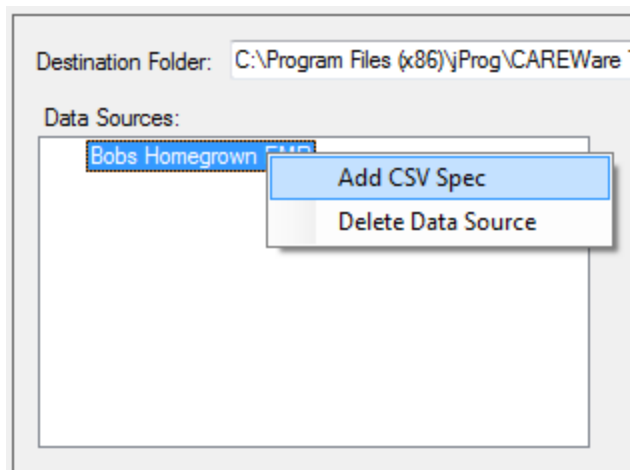 Destination Folder: C:\Program Files (x86)\jProg\CAREWare
Data Sources:
Bobs Homegrown
Add CSV Spec
Delete Data Source